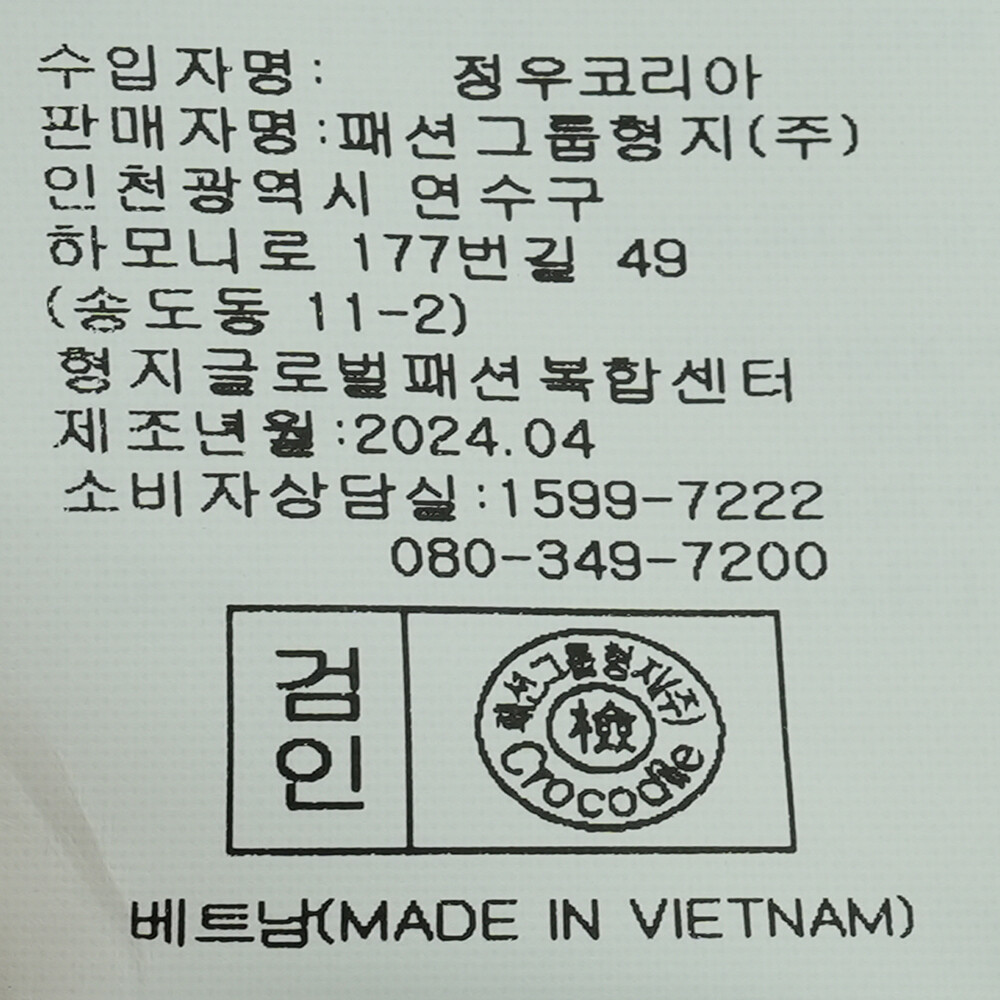 수입자명: 정우코리아
판매자명:패션그룹형지(주)
인천광역시 연수구
하모니로 177번길 49
(송도동 11-2)
형지글로벌패션복합센터
제조년월:2024.04
소비자상담실:1599-7222
080-349-7200
검인
패션그룹형지(주)
檢
Crocodile
베트남(MADE IN VIETNAM)